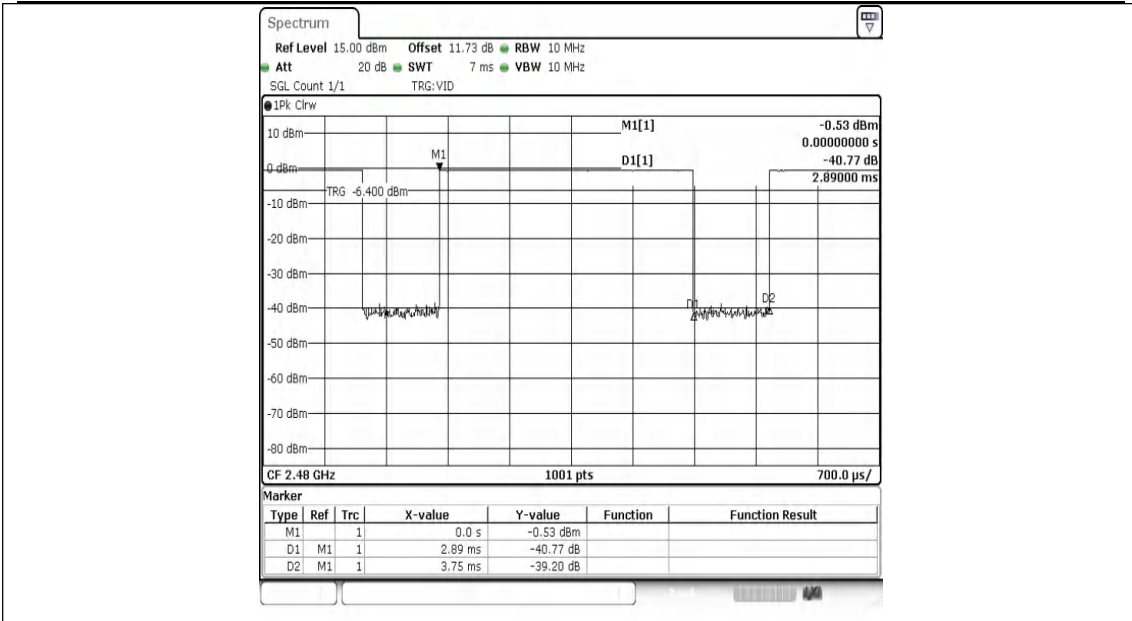 Spectrum
Ref Level 15.00 dBm Offset 11.73 dB RBW 10 MHz
Att 20 dB SWT 7 ms VBW 10 MHz
SGL Count 1/1 TRG:VID
1Pk Clrw
M1[1] -0.53 dBm
0.00000000 s
D1[1] -40.77 dB
2.89000 ms
10 dBm
M1
0 dBm
TRG -6.400 dBm
-10 dBm
-20 dBm
-30 dBm
D1 D2
-40 dBm
-50 dBm
-60 dBm
-70 dBm
-80 dBm
CF 2.48 GHz 1001 pts 700.0 µs/
Marker
Type Ref Trc X-value Y-value Function Function Result
M1 1 0.0 s -0.53 dBm
D1 M1 1 2.89 ms -40.77 dB
D2 M1 1 3.75 ms -39.20 dB